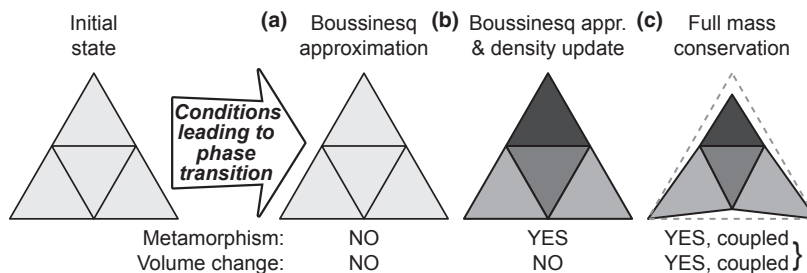 Initial
state
(a) Boussinesq
approximation
(b) Boussinesq appr.
& density update
(c) Full mass
conservation
Conditions
leading to
phase
transition
Metamorphism: NO YES YES, coupled
Volume change: NO NO YES, coupled }